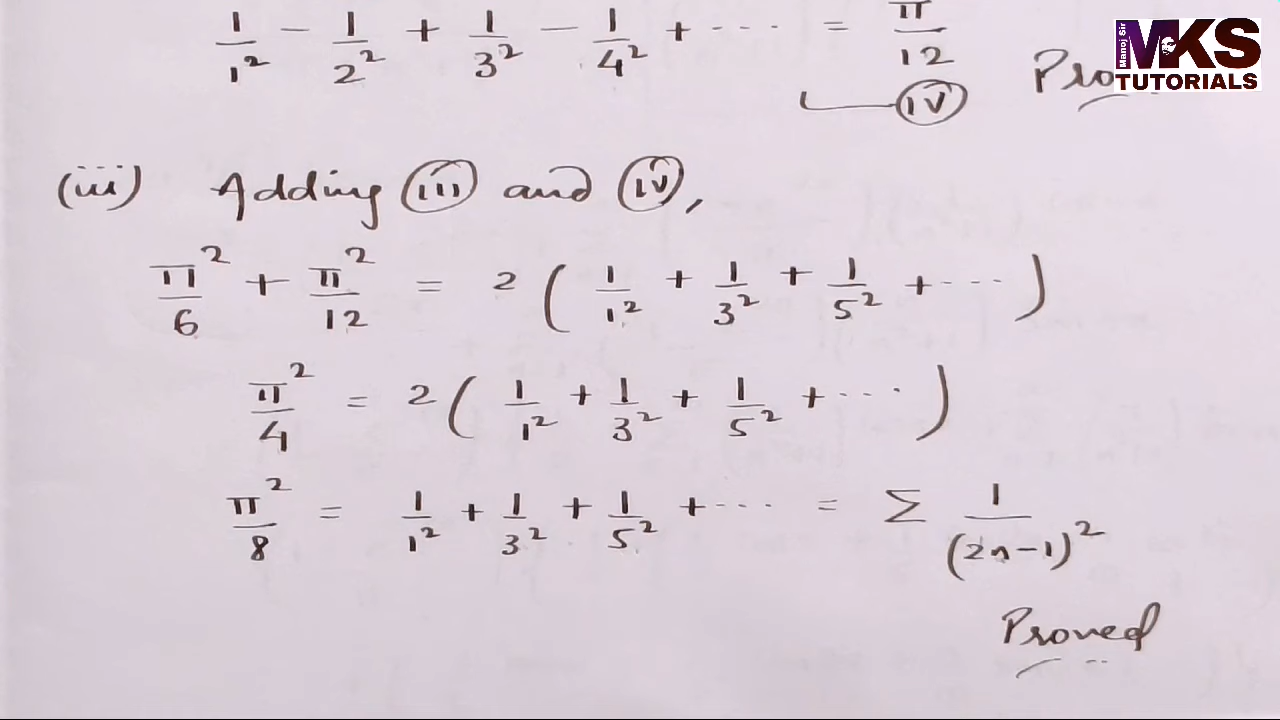 1/1² − 1/2² + 1/3² − 1/4² + ⋯ = π/12
(iv)
(iii) Adding (iii) and (iv),
π²/6 + π²/12 = 2 ( 1/1² + 1/3² + 1/5² + ⋯ )
π²/4 = 2 ( 1/1² + 1/3² + 1/5² + ⋯ )
π²/8 = 1/1² + 1/3² + 1/5² + ⋯ = Σ 1/(2n−1)²
Proved
Manoj Sir
MKS
TUTORIALS